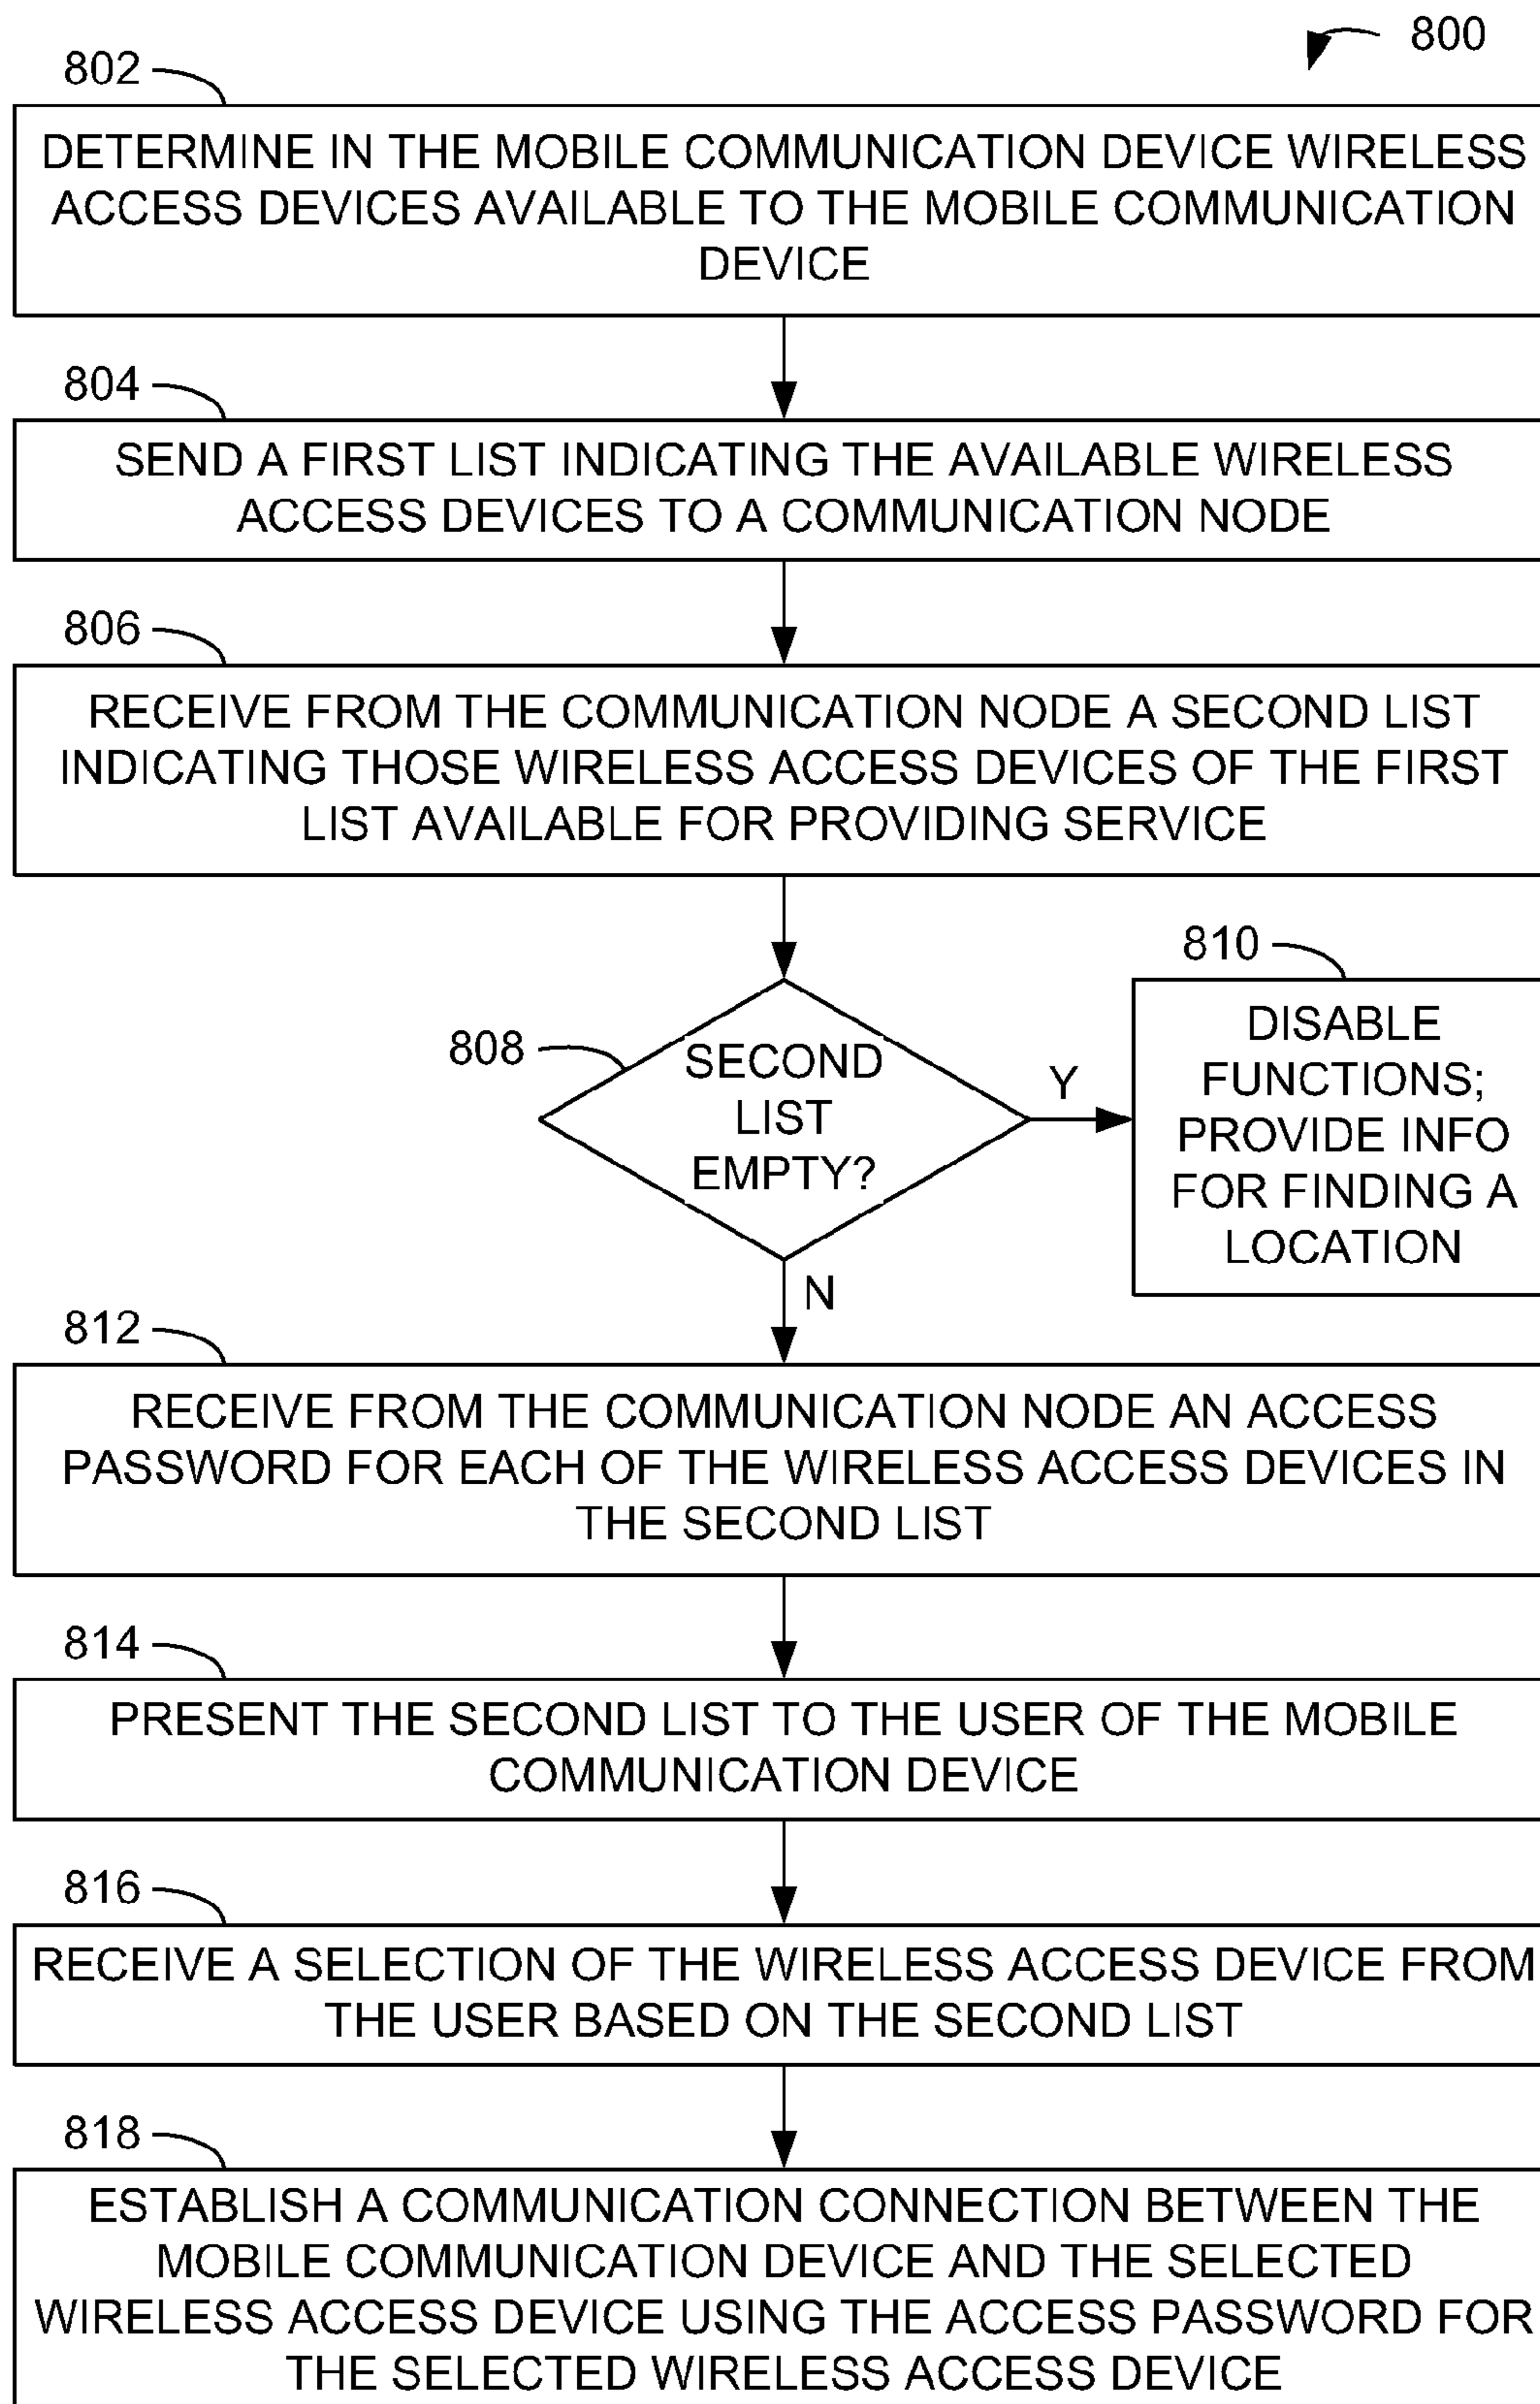 800
802
DETERMINE IN THE MOBILE COMMUNICATION DEVICE WIRELESS
ACCESS DEVICES AVAILABLE TO THE MOBILE COMMUNICATION
DEVICE
804
SEND A FIRST LIST INDICATING THE AVAILABLE WIRELESS
ACCESS DEVICES TO A COMMUNICATION NODE
806
RECEIVE FROM THE COMMUNICATION NODE A SECOND LIST
INDICATING THOSE WIRELESS ACCESS DEVICES OF THE FIRST
LIST AVAILABLE FOR PROVIDING SERVICE
808
SECOND
LIST
EMPTY?
Y
810
DISABLE
FUNCTIONS;
PROVIDE INFO
FOR FINDING A
LOCATION
N
812
RECEIVE FROM THE COMMUNICATION NODE AN ACCESS
PASSWORD FOR EACH OF THE WIRELESS ACCESS DEVICES IN
THE SECOND LIST
814
PRESENT THE SECOND LIST TO THE USER OF THE MOBILE
COMMUNICATION DEVICE
816
RECEIVE A SELECTION OF THE WIRELESS ACCESS DEVICE FROM
THE USER BASED ON THE SECOND LIST
818
ESTABLISH A COMMUNICATION CONNECTION BETWEEN THE
MOBILE COMMUNICATION DEVICE AND THE SELECTED
WIRELESS ACCESS DEVICE USING THE ACCESS PASSWORD FOR
THE SELECTED WIRELESS ACCESS DEVICE